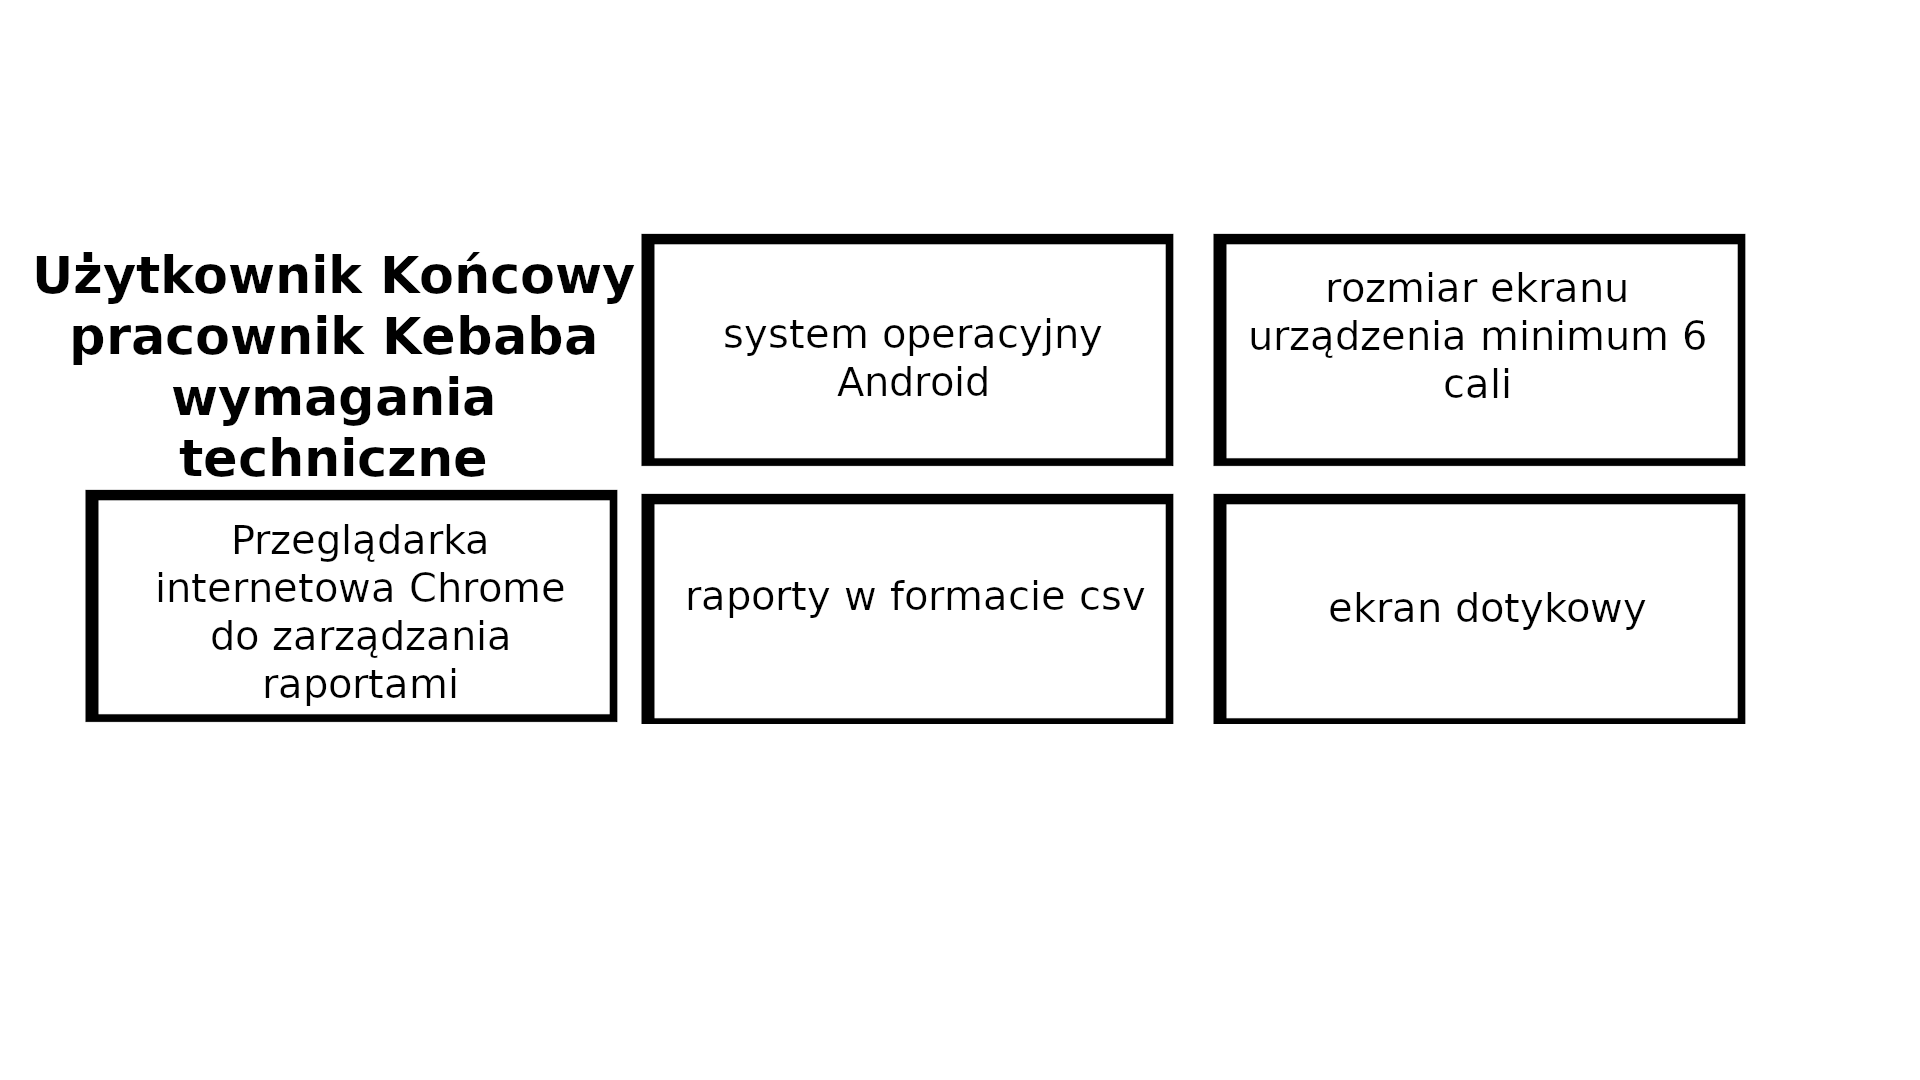 Użytkownik Końcowy
pracownik Kebaba
wymagania
techniczne
system operacyjny
Android
rozmiar ekranu
urządzenia minimum 6
cali
Przeglądarka
internetowa Chrome
do zarządzania
raportami
raporty w formacie csv
ekran dotykowy